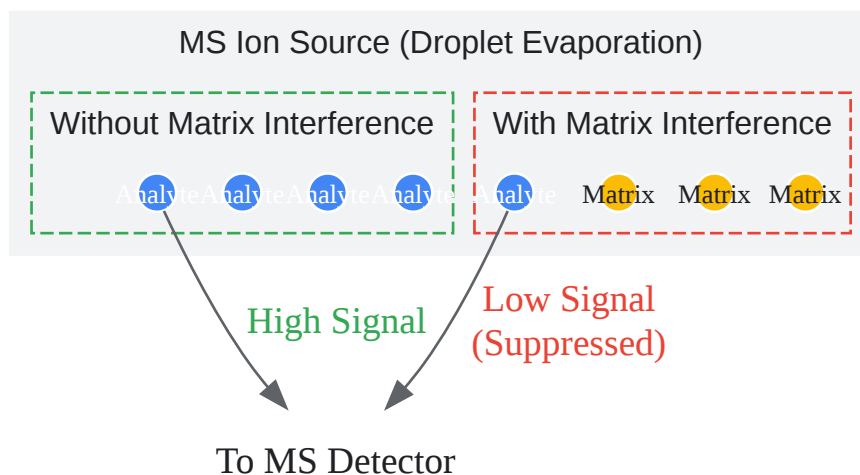 MS Ion Source (Droplet Evaporation)
Without Matrix Interference
With Matrix Interference
Analyte Analyte Analyte Analyte Analyte Matrix Matrix Matrix
High Signal
Low Signal
(Suppressed)
To MS Detector